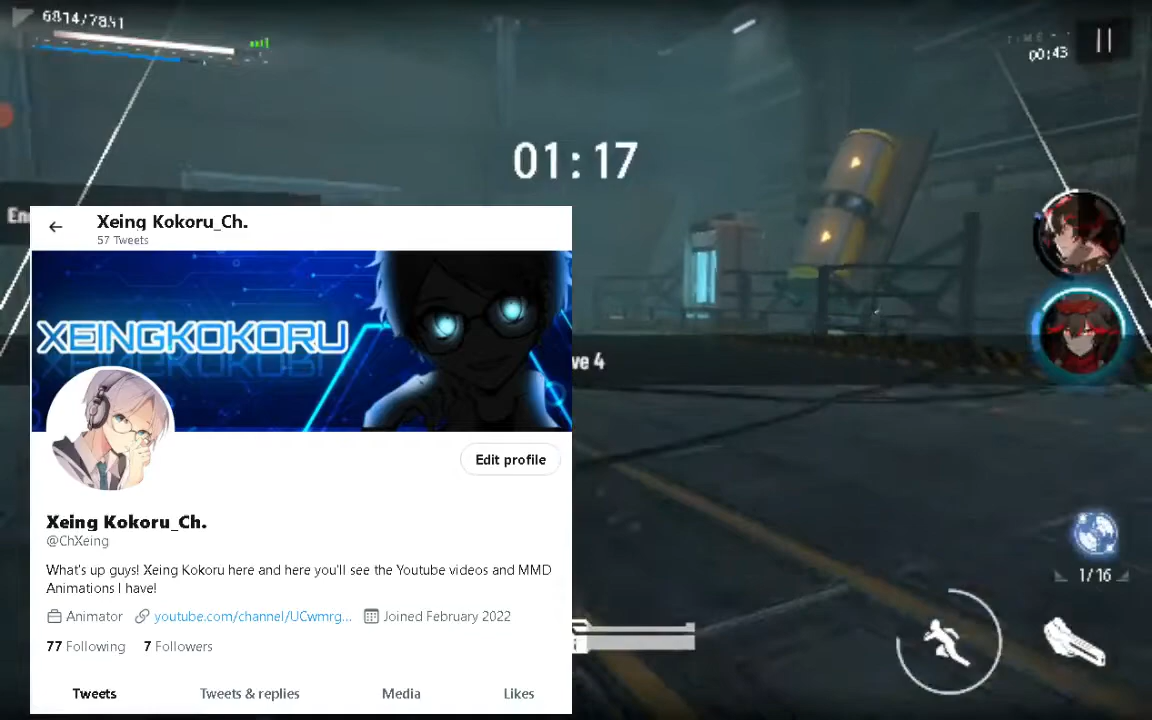 6814/7841
00:43
01:17
En
Xeing Kokoru_Ch.
57 Tweets
XEINGKOKORU
ve 4
Edit profile
Xeing Kokoru_Ch.
@ChXeing
What's up guys! Xeing Kokoru here and here you'll see the Youtube videos and MMD
Animations I have!
Animator youtube.com/channel/UCwmrg... Joined February 2022
77 Following 7 Followers
1/16
Tweets Tweets & replies Media Likes